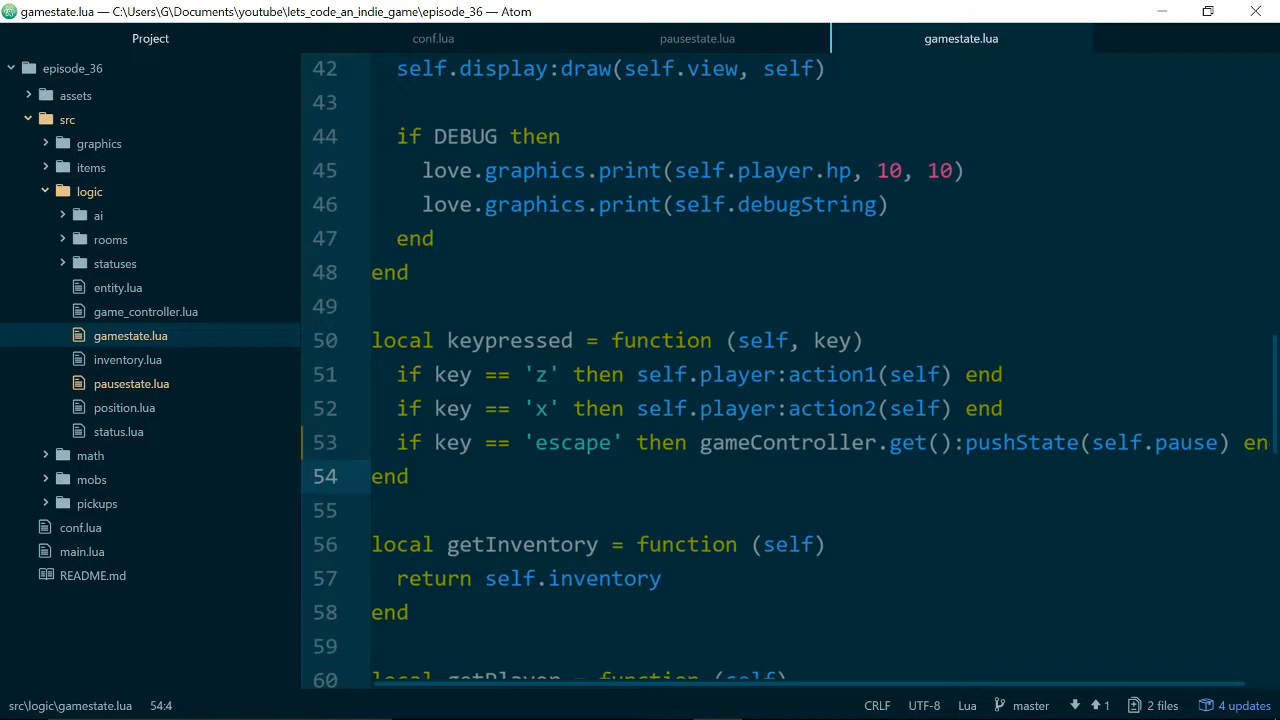 gamestate.lua — C:\Users\G\Documents\youtube\lets_code_an_indie_game\episode_36 — Atom
Project
conf.lua
pausestate.lua
gamestate.lua
episode_36
assets
src
graphics
items
logic
ai
rooms
statuses
entity.lua
game_controller.lua
gamestate.lua
inventory.lua
pausestate.lua
position.lua
status.lua
math
mobs
pickups
conf.lua
main.lua
README.md
42 self.display:draw(self.view, self)
43
44 if DEBUG then
45 love.graphics.print(self.player.hp, 10, 10)
46 love.graphics.print(self.debugString)
47 end
48 end
49
50 local keypressed = function (self, key)
51 if key == 'z' then self.player:action1(self) end
52 if key == 'x' then self.player:action2(self) end
53 if key == 'escape' then gameController.get():pushState(self.pause) en
54 end
55
56 local getInventory = function (self)
57 return self.inventory
58 end
59
60 local getPlayer = function (self)
src\logic\gamestate.lua 54:4 CRLF UTF-8 Lua master 1 2 files 4 updates